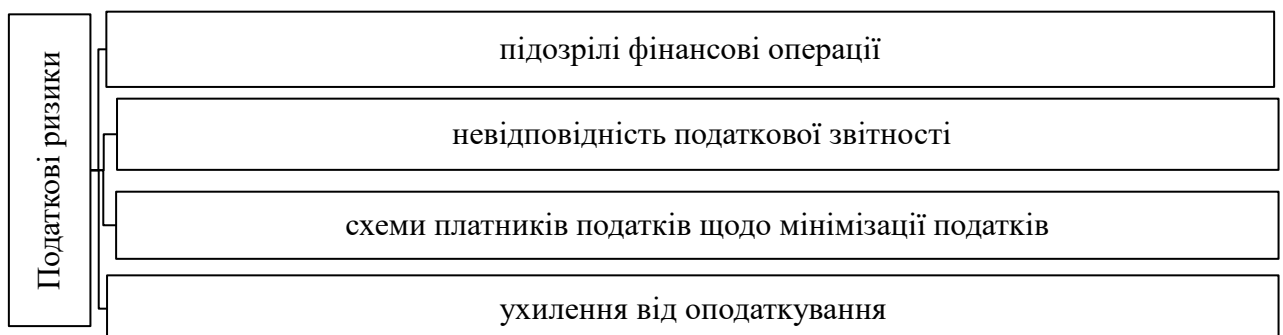 Податкові ризики
підозрілі фінансові операції
невідповідність податкової звітності
схеми платників податків щодо мінімізації податків
ухилення від оподаткування